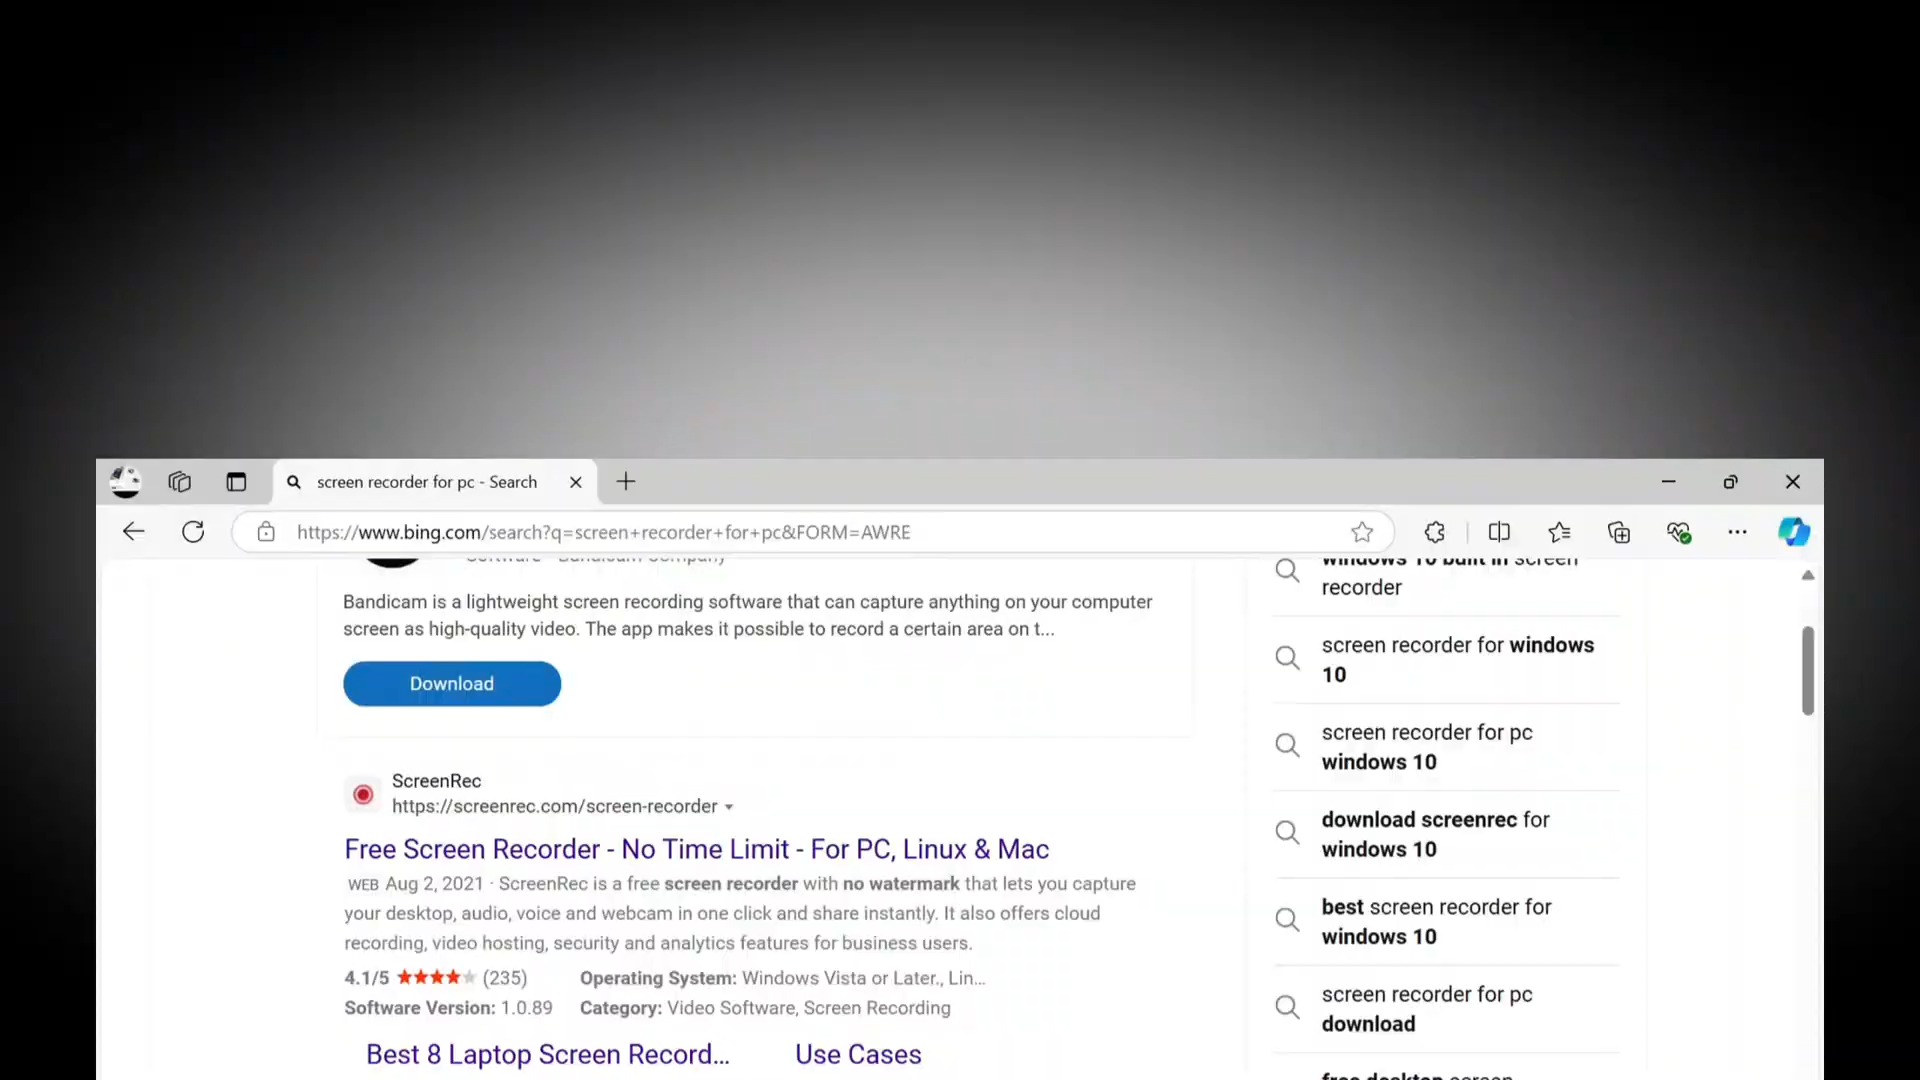 screen recorder for pc - Search
https://www.bing.com/search?q=screen+recorder+for+pc&FORM=AWRE
Software Bandicam Company
Bandicam is a lightweight screen recording software that can capture anything on your computer
screen as high-quality video. The app makes it possible to record a certain area on t...
Download
ScreenRec
https://screenrec.com/screen-recorder
Free Screen Recorder - No Time Limit - For PC, Linux & Mac
WEB Aug 2, 2021 · ScreenRec is a free screen recorder with no watermark that lets you capture
your desktop, audio, voice and webcam in one click and share instantly. It also offers cloud
recording, video hosting, security and analytics features for business users.
4.1/5 (235) Operating System: Windows Vista or Later., Lin...
Software Version: 1.0.89 Category: Video Software, Screen Recording
Best 8 Laptop Screen Record... Use Cases
windows 10 built in screen
recorder
screen recorder for windows
10
screen recorder for pc
windows 10
download screenrec for
windows 10
best screen recorder for
windows 10
screen recorder for pc
download
free desktop screen